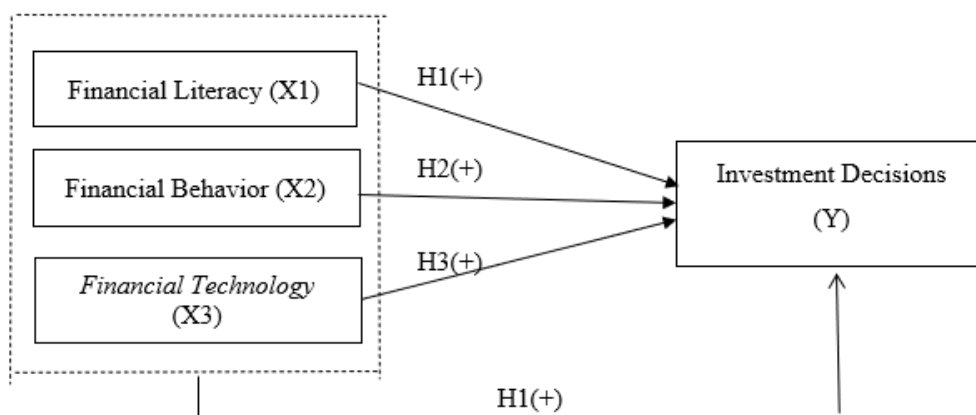 Financial Literacy (X1)
H1(+)
Financial Behavior (X2)
H2(+)
Investment Decisions
(Y)
Financial Technology
(X3)
H3(+)
H1(+)